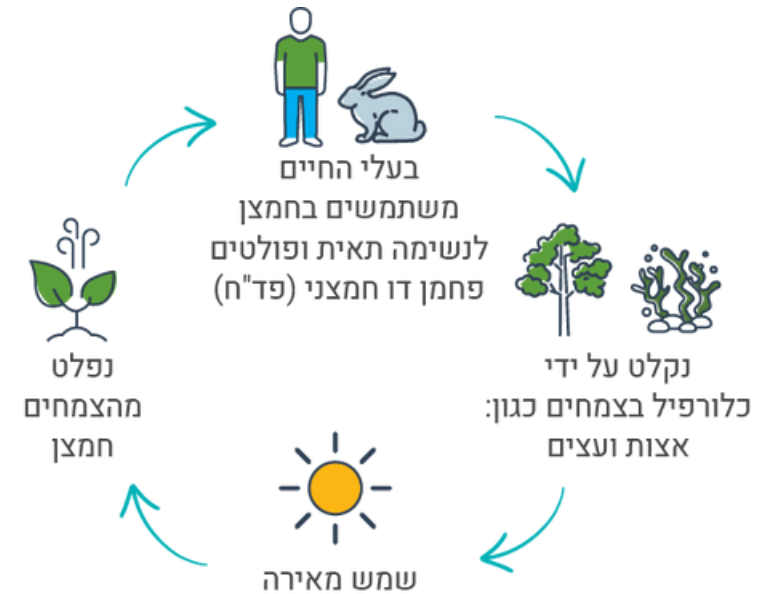 בעלי החיים
משתמשים בחמצן
לנשימה תאית ופולטים
פחמן דו חמצני (פד"ח)
נקלט על ידי
כלורפיל בצמחים כגון:
אצות ועצים
שמש מאירה
נפלט
מהצמחים
חמצן